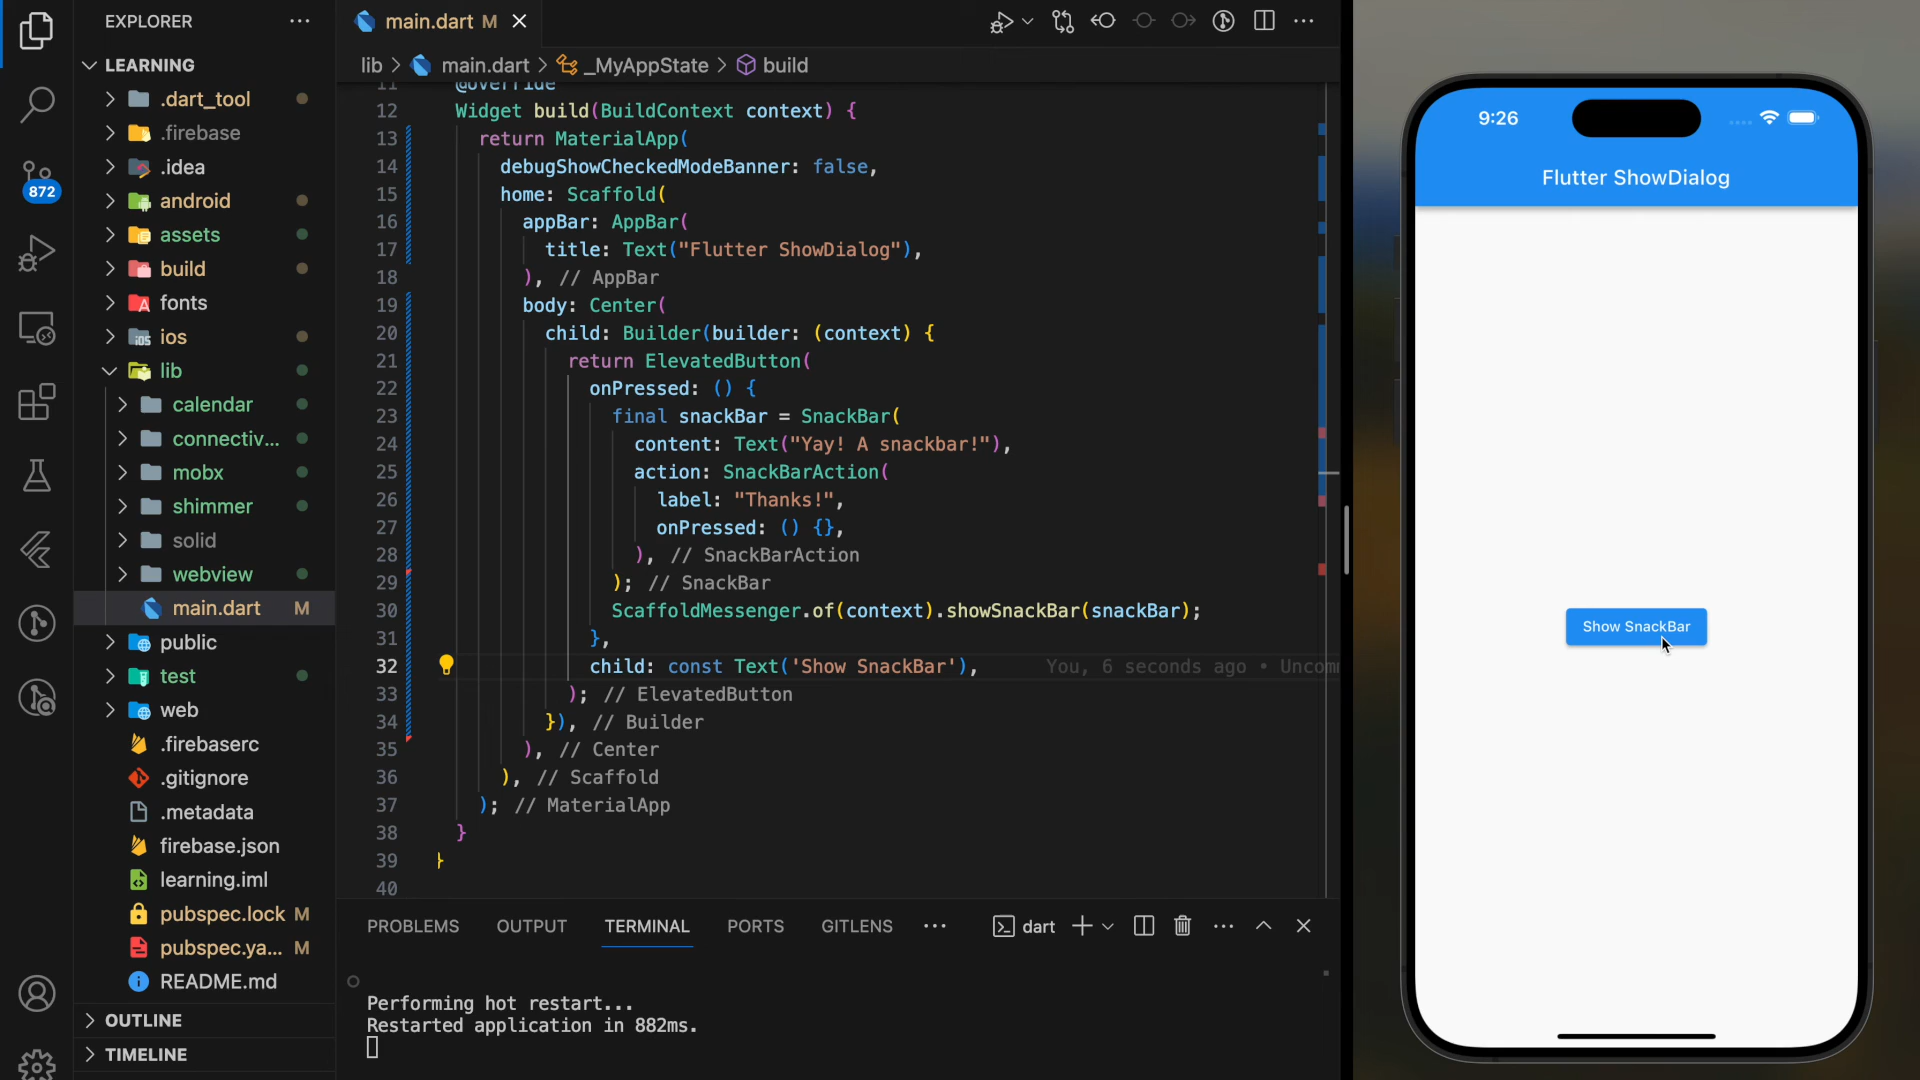 EXPLORER
LEARNING
.dart_tool
.firebase
.idea
android
assets
build
fonts
ios
lib
calendar
connectiv...
mobx
shimmer
solid
webview
main.dart M
public
test
web
.firebaserc
.gitignore
.metadata
firebase.json
learning.iml
pubspec.lock M
pubspec.ya... M
README.md
OUTLINE
TIMELINE
872
main.dart M
lib > main.dart > _MyAppState > build
11 @override
12 Widget build(BuildContext context) {
13 return MaterialApp(
14 debugShowCheckedModeBanner: false,
15 home: Scaffold(
16 appBar: AppBar(
17 title: Text("Flutter ShowDialog"),
18 ), // AppBar
19 body: Center(
20 child: Builder(builder: (context) {
21 return ElevatedButton(
22 onPressed: () {
23 final snackBar = SnackBar(
24 content: Text("Yay! A snackbar!"),
25 action: SnackBarAction(
26 label: "Thanks!",
27 onPressed: () {},
28 ), // SnackBarAction
29 ); // SnackBar
30 ScaffoldMessenger.of(context).showSnackBar(snackBar);
31 },
32 child: const Text('Show SnackBar'), You, 6 seconds ago • Uncomm
33 ); // ElevatedButton
34 }), // Builder
35 ), // Center
36 ), // Scaffold
37 ); // MaterialApp
38 }
39 }
40
PROBLEMS OUTPUT TERMINAL PORTS GITLENS ... dart
Performing hot restart...
Restarted application in 882ms.
9:26
Flutter ShowDialog
Show SnackBar